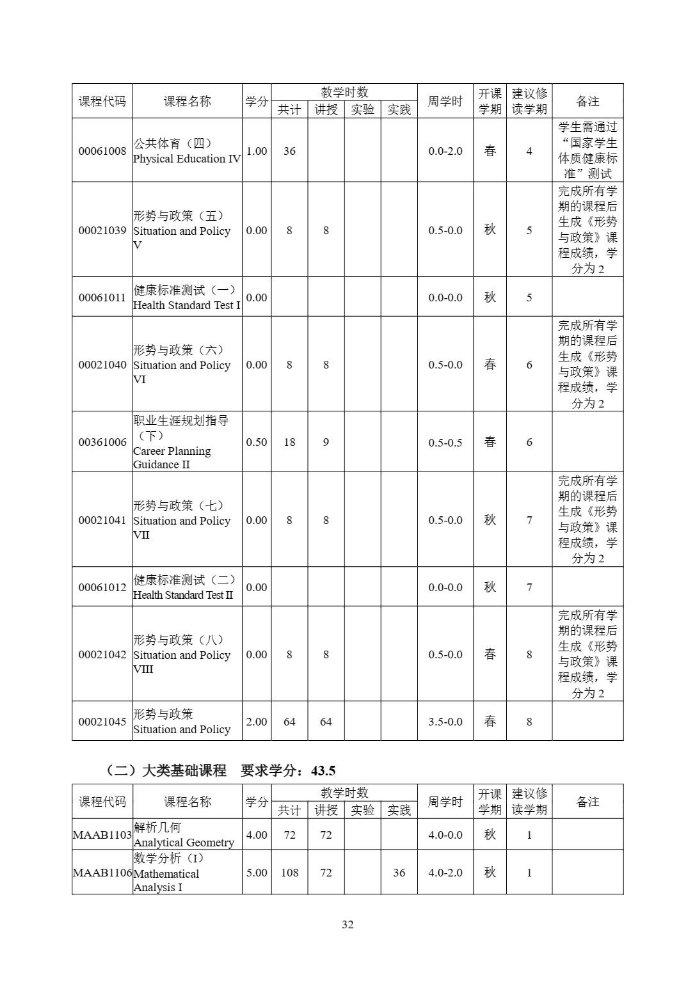 课程代码 课程名称 学分 教学时数 周学时 开课学期 建议修读学期 备注
共计 讲授 实验 实践
00061008 公共体育（四） Physical Education IV 1.00 36 0.0-2.0 春 4 学生需通过“国家学生体质健康标准”测试
00021039 形势与政策（五） Situation and Policy V 0.00 8 8 0.5-0.0 秋 5 完成所有学期的课程后生成《形势与政策》课程成绩，学分为 2
00061011 健康标准测试（一） Health Standard Test I 0.00 0.0-0.0 秋 5
00021040 形势与政策（六） Situation and Policy VI 0.00 8 8 0.5-0.0 春 6 完成所有学期的课程后生成《形势与政策》课程成绩，学分为 2
00361006 职业生涯规划指导（下） Career Planning Guidance II 0.50 18 9 0.5-0.5 春 6
00021041 形势与政策（七） Situation and Policy VII 0.00 8 8 0.5-0.0 秋 7 完成所有学期的课程后生成《形势与政策》课程成绩，学分为 2
00061012 健康标准测试（二） Health Standard Test II 0.00 0.0-0.0 秋 7
00021042 形势与政策（八） Situation and Policy VIII 0.00 8 8 0.5-0.0 春 8 完成所有学期的课程后生成《形势与政策》课程成绩，学分为 2
00021045 形势与政策 Situation and Policy 2.00 64 64 3.5-0.0 春 8
（二）大类基础课程 要求学分：43.5
课程代码 课程名称 学分 教学时数 周学时 开课学期 建议修读学期 备注
共计 讲授 实验 实践
MAAB1103 解析几何 Analytical Geometry 4.00 72 72 4.0-0.0 秋 1
MAAB1106 数学分析（I） Mathematical Analysis I 5.00 108 72 36 4.0-2.0 秋 1
32